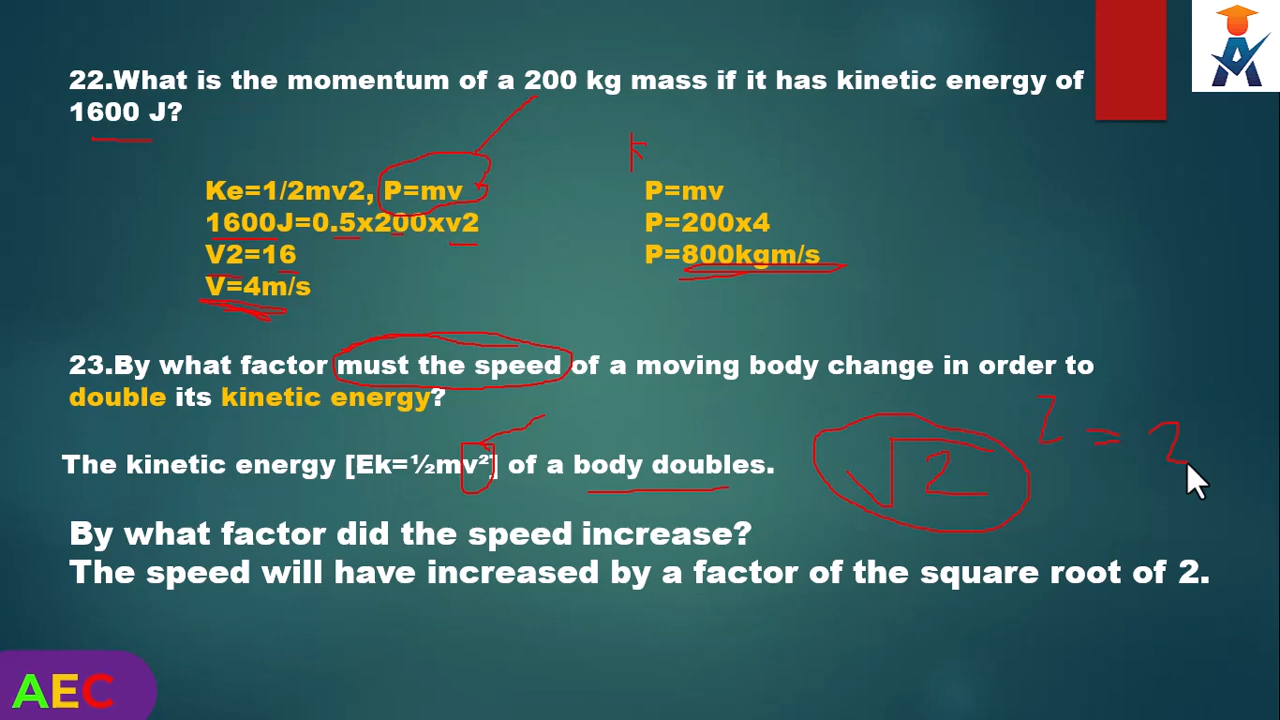 22.What is the momentum of a 200 kg mass if it has kinetic energy of
1600 J?
Ke=1/2mv2, P=mv
1600J=0.5x200xv2
V2=16
V=4m/s
P=mv
P=200x4
P=800kgm/s
23.By what factor must the speed of a moving body change in order to
double its kinetic energy?
The kinetic energy [Ek=½mv²] of a body doubles.
√2 ² = 2
By what factor did the speed increase?
The speed will have increased by a factor of the square root of 2.
AEC